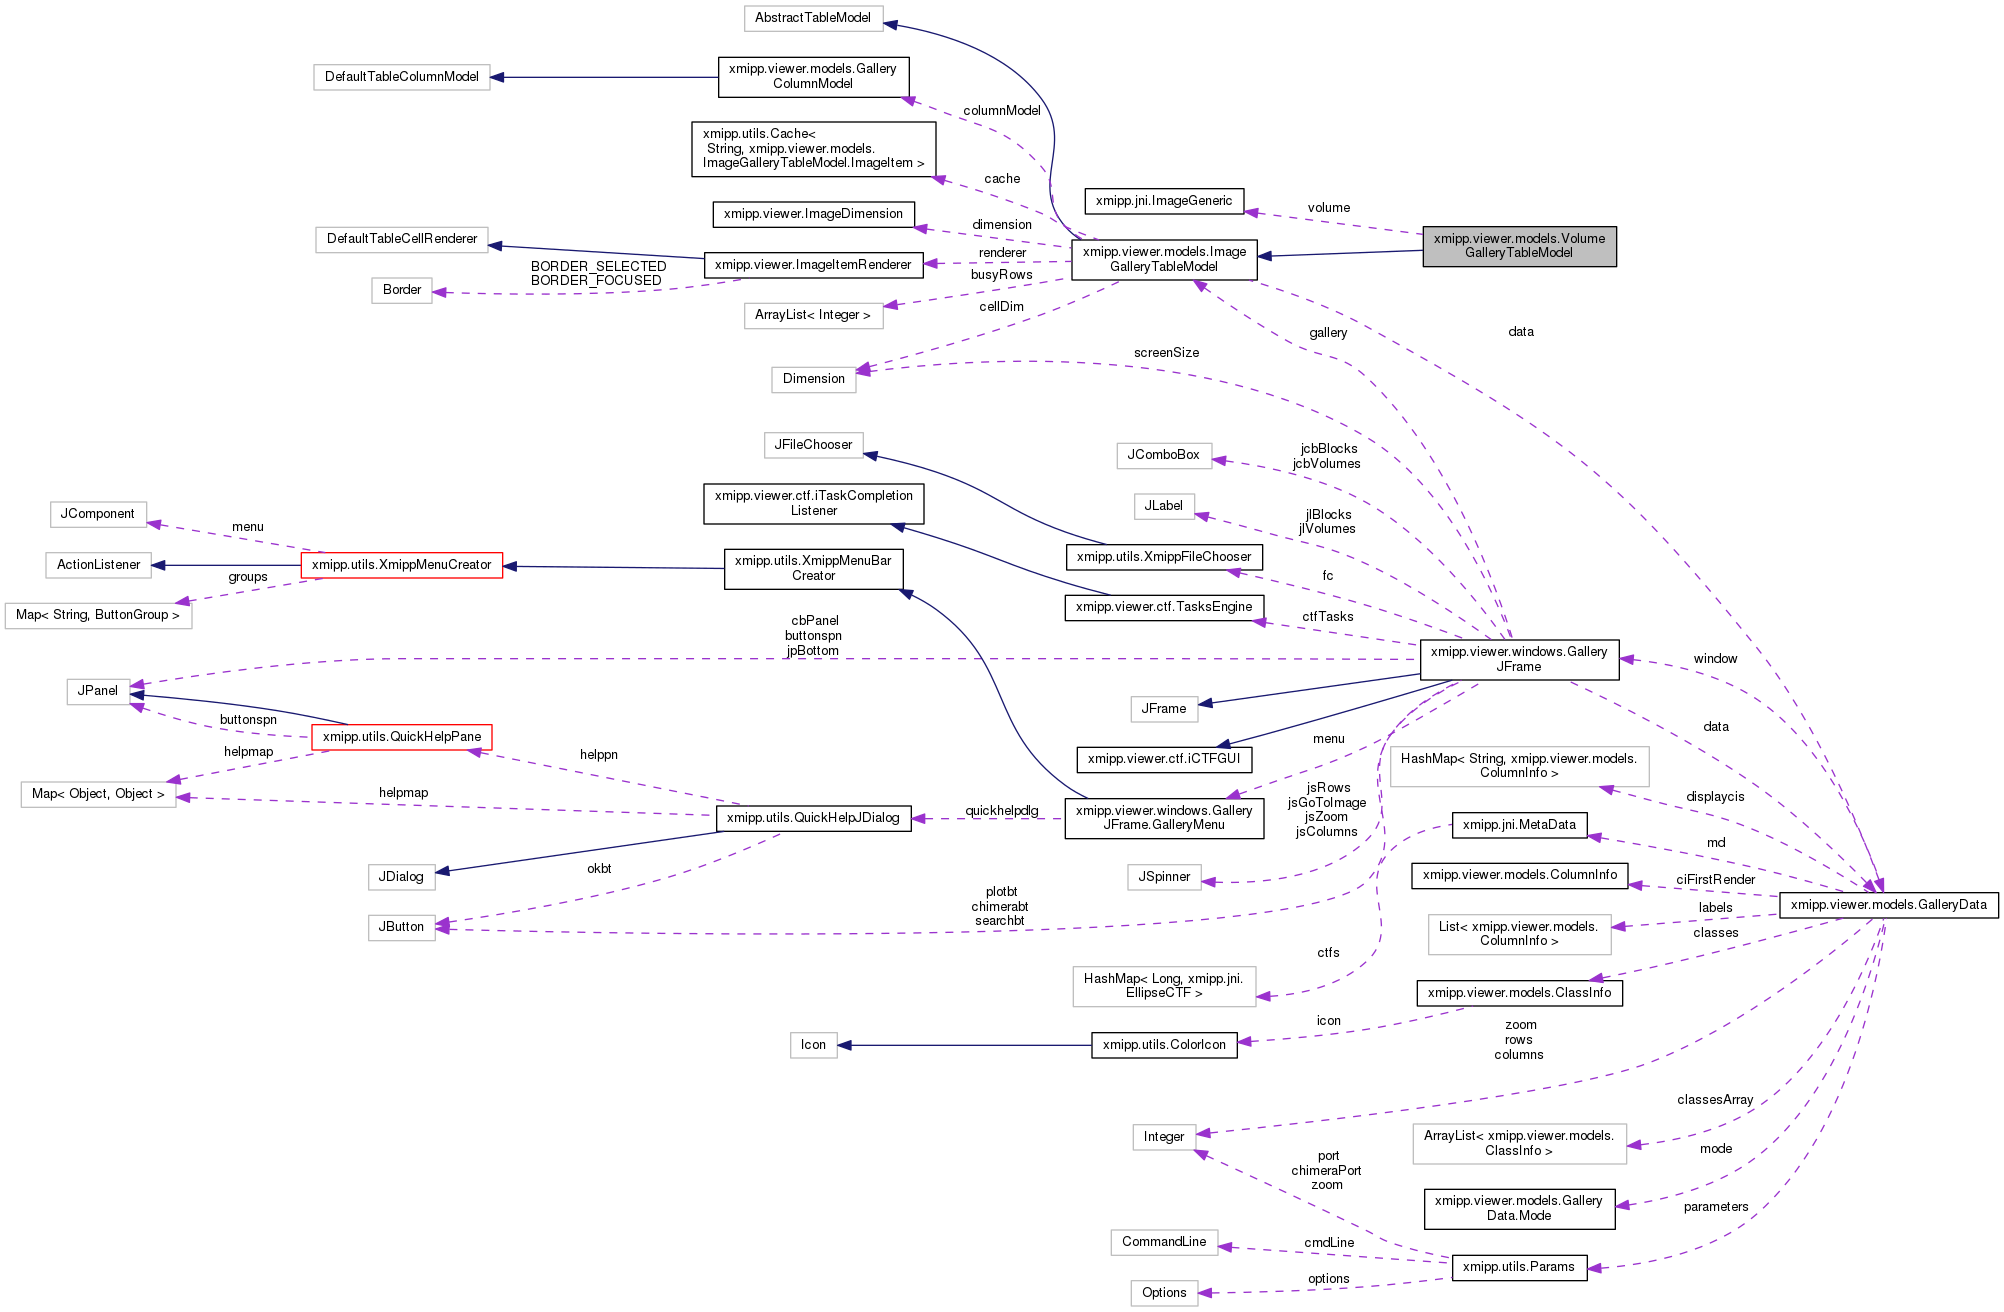 AbstractTableModel
DefaultTableColumnModel
xmipp.viewer.models.Gallery
ColumnModel
columnModel
xmipp.utils.Cache<
String, xmipp.viewer.models.
ImageGalleryTableModel.ImageItem >
cache
xmipp.jni.ImageGeneric
volume
xmipp.viewer.ImageDimension
dimension
xmipp.viewer.models.Volume
GalleryTableModel
DefaultTableCellRenderer
xmipp.viewer.ImageItemRenderer
renderer
xmipp.viewer.models.Image
GalleryTableModel
BORDER_SELECTED
BORDER_FOCUSED
Border
busyRows
ArrayList< Integer >
cellDim
gallery
data
screenSize
Dimension
JFileChooser
JComboBox
jcbBlocks
jcbVolumes
xmipp.viewer.ctf.iTaskCompletion
Listener
JLabel
jlBlocks
jlVolumes
JComponent
menu
ActionListener
xmipp.utils.XmippMenuCreator
xmipp.utils.XmippMenuBar
Creator
xmipp.utils.XmippFileChooser
fc
groups
Map< String, ButtonGroup >
xmipp.viewer.ctf.TasksEngine
ctfTasks
cbPanel
buttonspn
jpBottom
xmipp.viewer.windows.Gallery
JFrame
window
JPanel
buttonspn
xmipp.utils.QuickHelpPane
JFrame
data
helpmap
helppn
xmipp.viewer.ctf.iCTFGUI
menu
HashMap< String, xmipp.viewer.models.
ColumnInfo >
displaycis
Map< Object, Object >
helpmap
xmipp.utils.QuickHelpJDialog
quickhelpdlg
xmipp.viewer.windows.Gallery
JFrame.GalleryMenu
jsRows
jsGoToImage
jsZoom
jsColumns
xmipp.jni.MetaData
md
JDialog
okbt
JSpinner
xmipp.viewer.models.ColumnInfo
ciFirstRender
JButton
plotbt
chimerabt
searchbt
List< xmipp.viewer.models.
ColumnInfo >
labels
xmipp.viewer.models.GalleryData
classes
ctfs
HashMap< Long, xmipp.jni.
EllipseCTF >
xmipp.viewer.models.ClassInfo
icon
Icon
xmipp.utils.ColorIcon
zoom
rows
columns
classesArray
Integer
ArrayList< xmipp.viewer.models.
ClassInfo >
mode
port
chimeraPort
zoom
xmipp.viewer.models.Gallery
Data.Mode
parameters
CommandLine
cmdLine
xmipp.utils.Params
options
Options